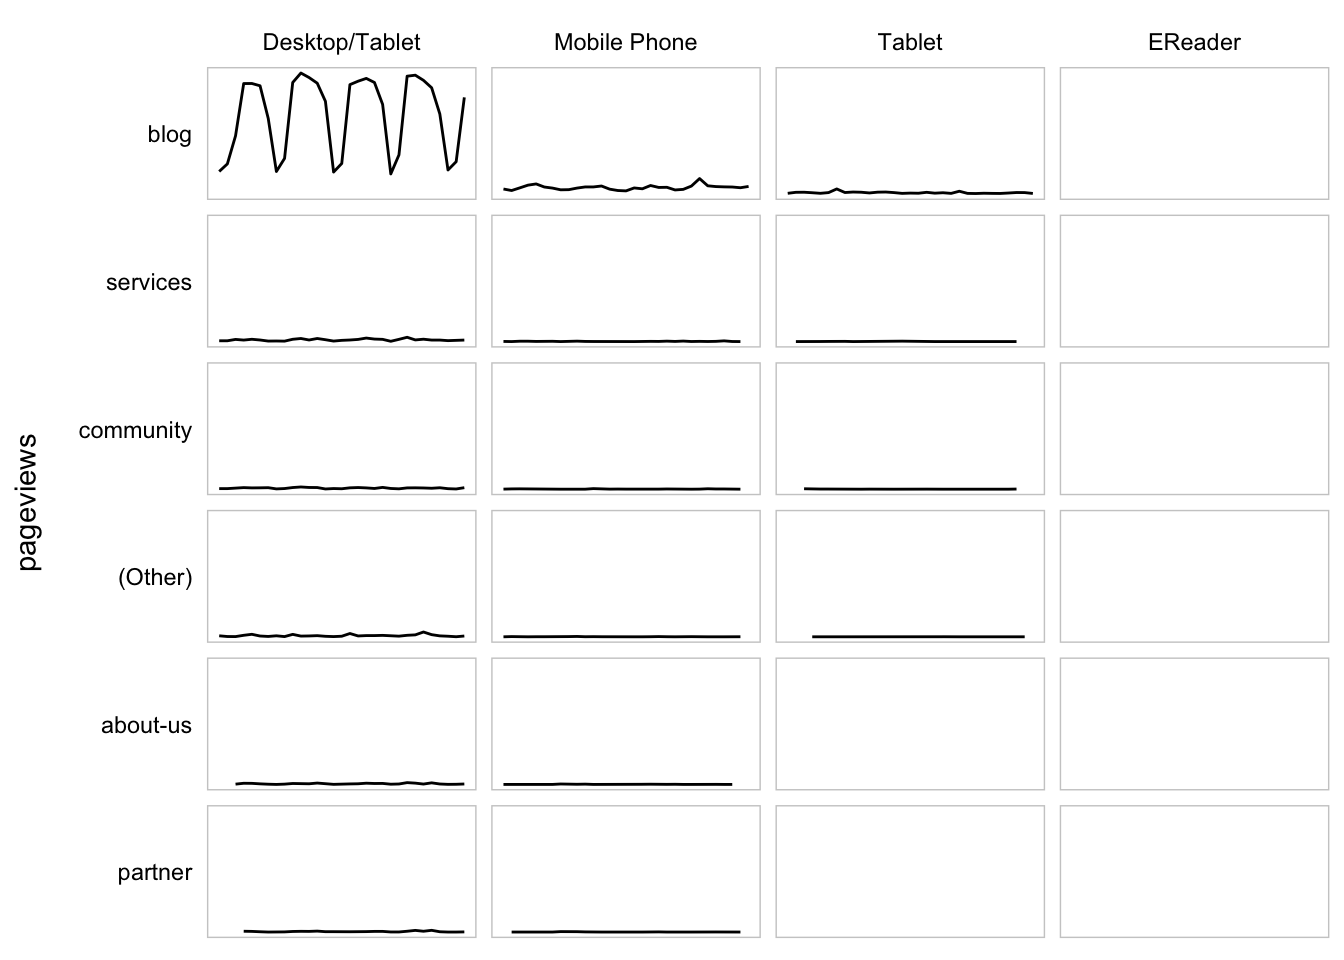 Desktop/Tablet Mobile Phone Tablet EReader
blog
services
community
(Other)
about-us
partner
pageviews